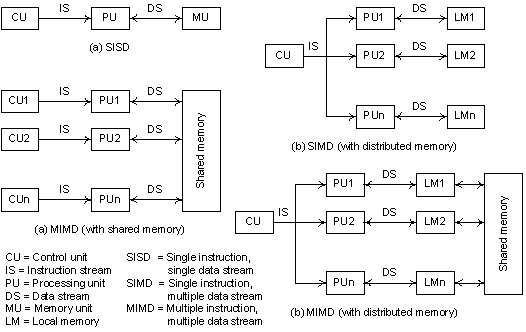 CU IS PU DS MU
(a) SISD
CU IS
PU1 DS LM1
PU2 DS LM2
PUn DS LMn
(b) SIMD (with distributed memory)
CU1 IS PU1 DS
CU2 IS PU2 DS
CUn IS PUn DS
Shared memory
(a) MIMD (with shared memory)
CU IS
PU1 DS LM1
PU2 DS LM2
PUn DS LMn
Shared memory
(b) MIMD (with distributed memory)
CU = Control unit
IS = Instruction stream
PU = Processing unit
DS = Data stream
MU = Memory unit
LM = Local memory
SISD = Single instruction,
single data stream
SIMD = Single instruction,
multiple data stream
MIMD = Multiple instruction,
multiple data stream